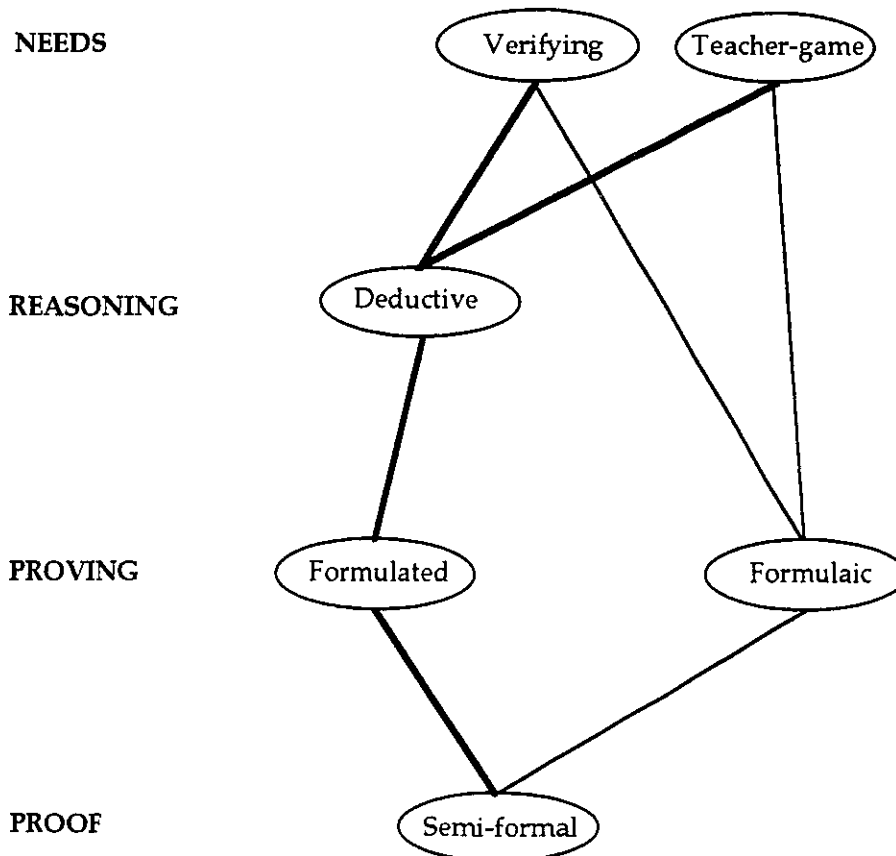 NEEDS Verifying Teacher-game
REASONING Deductive
PROVING Formulated Formulaic
PROOF Semi-formal